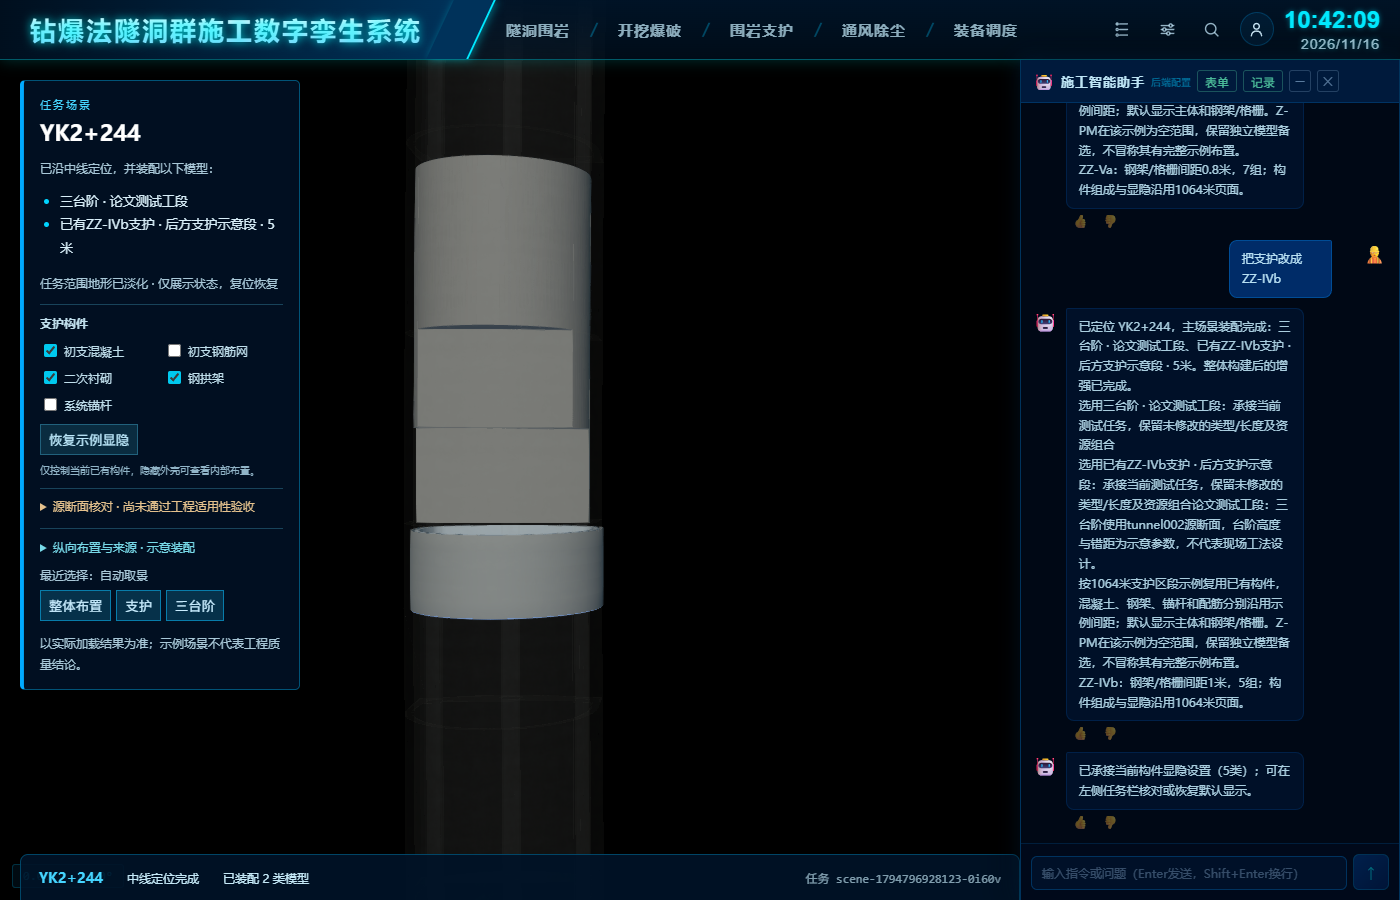 钻爆法隧洞群施工数字孪生系统
隧洞围岩 / 开挖爆破 / 围岩支护 / 通风除尘 / 装备调度
10:42:09
2026/11/16
任务场景
YK2+244
已沿中线定位，并装配以下模型：
三台阶 · 论文测试工段
已有ZZ-IVb支护 · 后方支护示意段 · 5
米
任务范围地形已淡化 · 仅展示状态，复位恢复
支护构件
初支混凝土 初支钢筋网
二次衬砌 钢拱架
系统锚杆
恢复示例显隐
仅控制当前已有构件，隐藏外壳可查看内部布置。
源断面核对 · 尚未通过工程适用性验收
纵向布置与来源 · 示意装配
最近选择：自动取景
整体布置 支护 三台阶
以实际加载结果为准；示例场景不代表工程质
量结论。
施工智能助手 后端配置 表单 记录
例间距；默认显示主体和钢架/格栅。Z-
PM在该示例为空范围，保留独立模型备
选，不冒称其有完整示例布置。
ZZ-Va：钢架/格栅间距0.8米，7组；构
件组成与显隐沿用1064米页面。
把支护改成
ZZ-IVb
已定位 YK2+244，主场景装配完成：三
台阶 · 论文测试工段、已有ZZ-IVb支护 ·
后方支护示意段 · 5米。整体构建后的增
强已完成。
选用三台阶 · 论文测试工段：承接当前
测试任务，保留未修改的类型/长度及资
源组合
选用已有ZZ-IVb支护 · 后方支护示意
段：承接当前测试任务，保留未修改的
类型/长度及资源组合论文测试工段：三
台阶使用tunnel002源断面，台阶高度
与错距为示意参数，不代表现场工法设
计。
按1064米支护区段示例复用已有构件，
混凝土、钢架、锚杆和配筋分别沿用示
例间距；默认显示主体和钢架/格栅。Z-
PM在该示例为空范围，保留独立模型备
选，不冒称其有完整示例布置。
ZZ-IVb：钢架/格栅间距1米，5组；构
件组成与显隐沿用1064米页面。
已承接当前构件显隐设置（5类）；可在
左侧任务栏核对或恢复默认显示。
输入指令或问题（Enter发送，Shift+Enter换行）
YK2+244 中线定位完成 已装配 2 类模型
任务 scene-1794796928123-0i60v